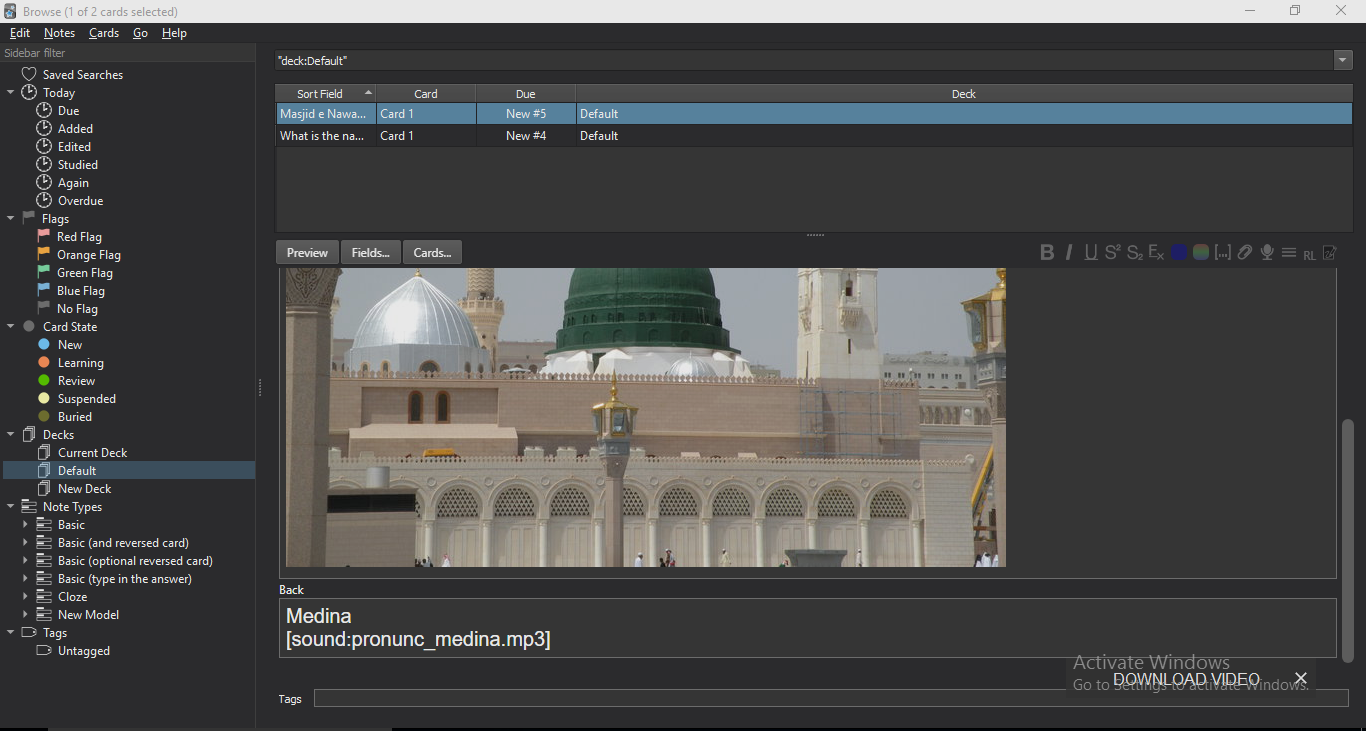 Browse (1 of 2 cards selected)
Edit Notes Cards Go Help
Sidebar filter
Saved Searches
Today
Due
Added
Edited
Studied
Again
Overdue
Flags
Red Flag
Orange Flag
Green Flag
Blue Flag
No Flag
Card State
New
Learning
Review
Suspended
Buried
Decks
Current Deck
Default
New Deck
Note Types
Basic
Basic (and reversed card)
Basic (optional reversed card)
Basic (type in the answer)
Cloze
New Model
Tags
Untagged
"deck:Default"
Sort Field Card Due Deck
Masjid e Nawa... Card 1 New #5 Default
What is the na... Card 1 New #4 Default
Preview Fields... Cards...
B I U S² S₂ Ex [...] RL
Back
Medina
[sound:pronunc_medina.mp3]
Tags
Activate Windows
Go to Settings to activate Windows.
DOWNLOAD VIDEO